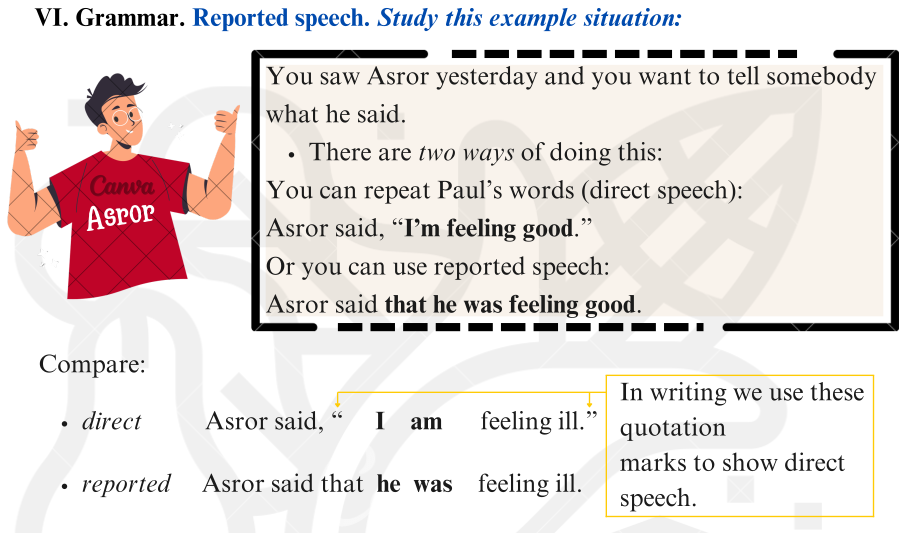 VI. Grammar. Reported speech. Study this example situation:
You saw Asror yesterday and you want to tell somebody
what he said.
• There are two ways of doing this:
You can repeat Paul’s words (direct speech):
Asror said, “I’m feeling good.”
Or you can use reported speech:
Asror said that he was feeling good.
Canva
Asror
Compare:
• direct Asror said, “ I am feeling ill.”
• reported Asror said that he was feeling ill.
In writing we use these
quotation
marks to show direct
speech.